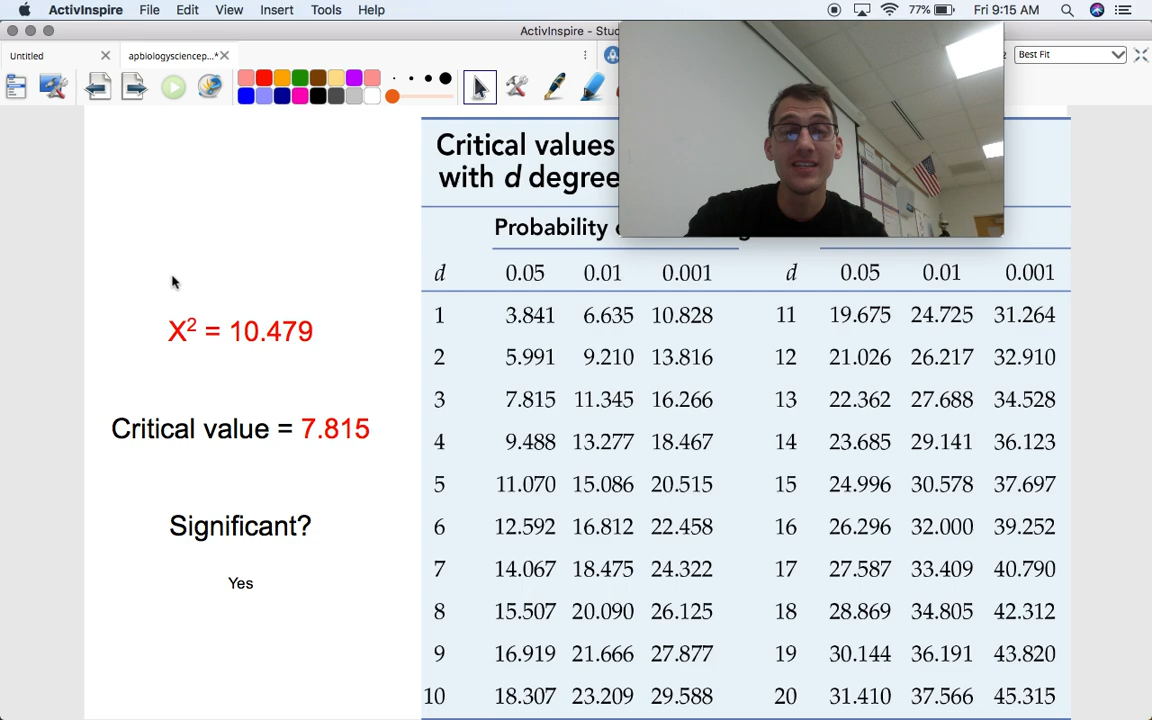 ActivInspire File Edit View Insert Tools Help 77% Fri 9:15 AM
ActivInspire - Stu
Untitled apbiologysciencep...* Best Fit
Critical values
with d degree
Probability
d 0.05 0.01 0.001 d 0.05 0.01 0.001
1 3.841 6.635 10.828 11 19.675 24.725 31.264
2 5.991 9.210 13.816 12 21.026 26.217 32.910
3 7.815 11.345 16.266 13 22.362 27.688 34.528
4 9.488 13.277 18.467 14 23.685 29.141 36.123
5 11.070 15.086 20.515 15 24.996 30.578 37.697
6 12.592 16.812 22.458 16 26.296 32.000 39.252
7 14.067 18.475 24.322 17 27.587 33.409 40.790
8 15.507 20.090 26.125 18 28.869 34.805 42.312
9 16.919 21.666 27.877 19 30.144 36.191 43.820
10 18.307 23.209 29.588 20 31.410 37.566 45.315
X² = 10.479
Critical value = 7.815
Significant?
Yes